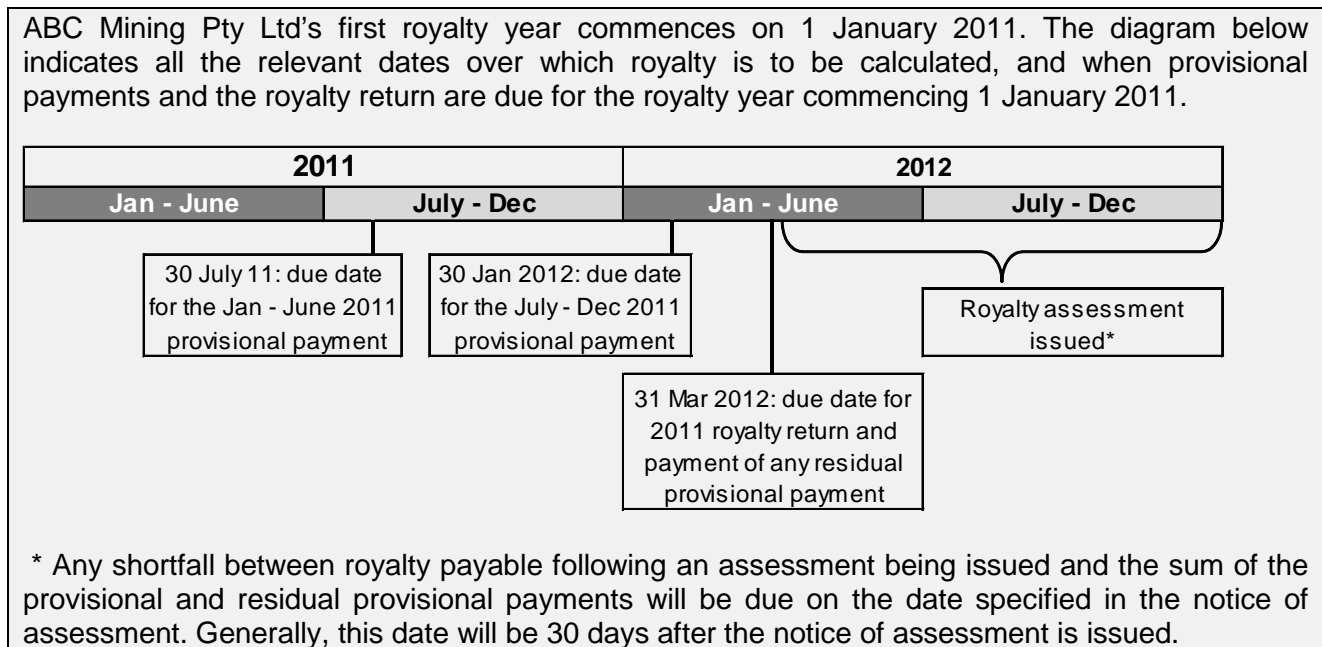 ABC Mining Pty Ltd's first royalty year commences on 1 January 2011. The diagram below
indicates all the relevant dates over which royalty is to be calculated, and when provisional
payments and the royalty return are due for the royalty year commencing 1 January 2011.
2011
2012
Jan - June
July - Dec
Jan - June
July - Dec
30 July 11: due date
for the Jan - June 2011
provisional payment
30 Jan 2012: due date
for the July - Dec 2011
provisional payment
Royalty assessment
issued*
31 Mar 2012: due date for
2011 royalty return and
payment of any residual
provisional payment
* Any shortfall between royalty payable following an assessment being issued and the sum of the
provisional and residual provisional payments will be due on the date specified in the notice of
assessment. Generally, this date will be 30 days after the notice of assessment is issued.